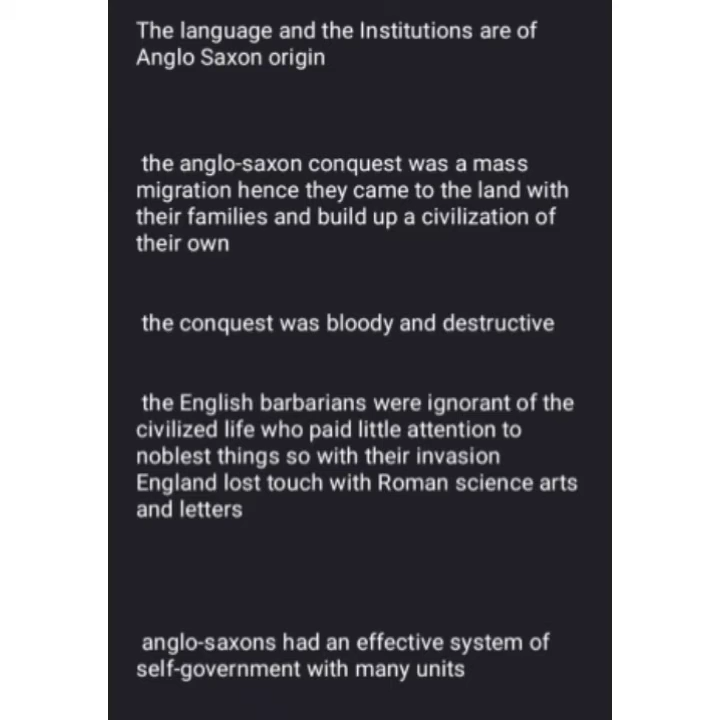 The language and the Institutions are of
Anglo Saxon origin
the anglo-saxon conquest was a mass
migration hence they came to the land with
their families and build up a civilization of
their own
the conquest was bloody and destructive
the English barbarians were ignorant of the
civilized life who paid little attention to
noblest things so with their invasion
England lost touch with Roman science arts
and letters
anglo-saxons had an effective system of
self-government with many units